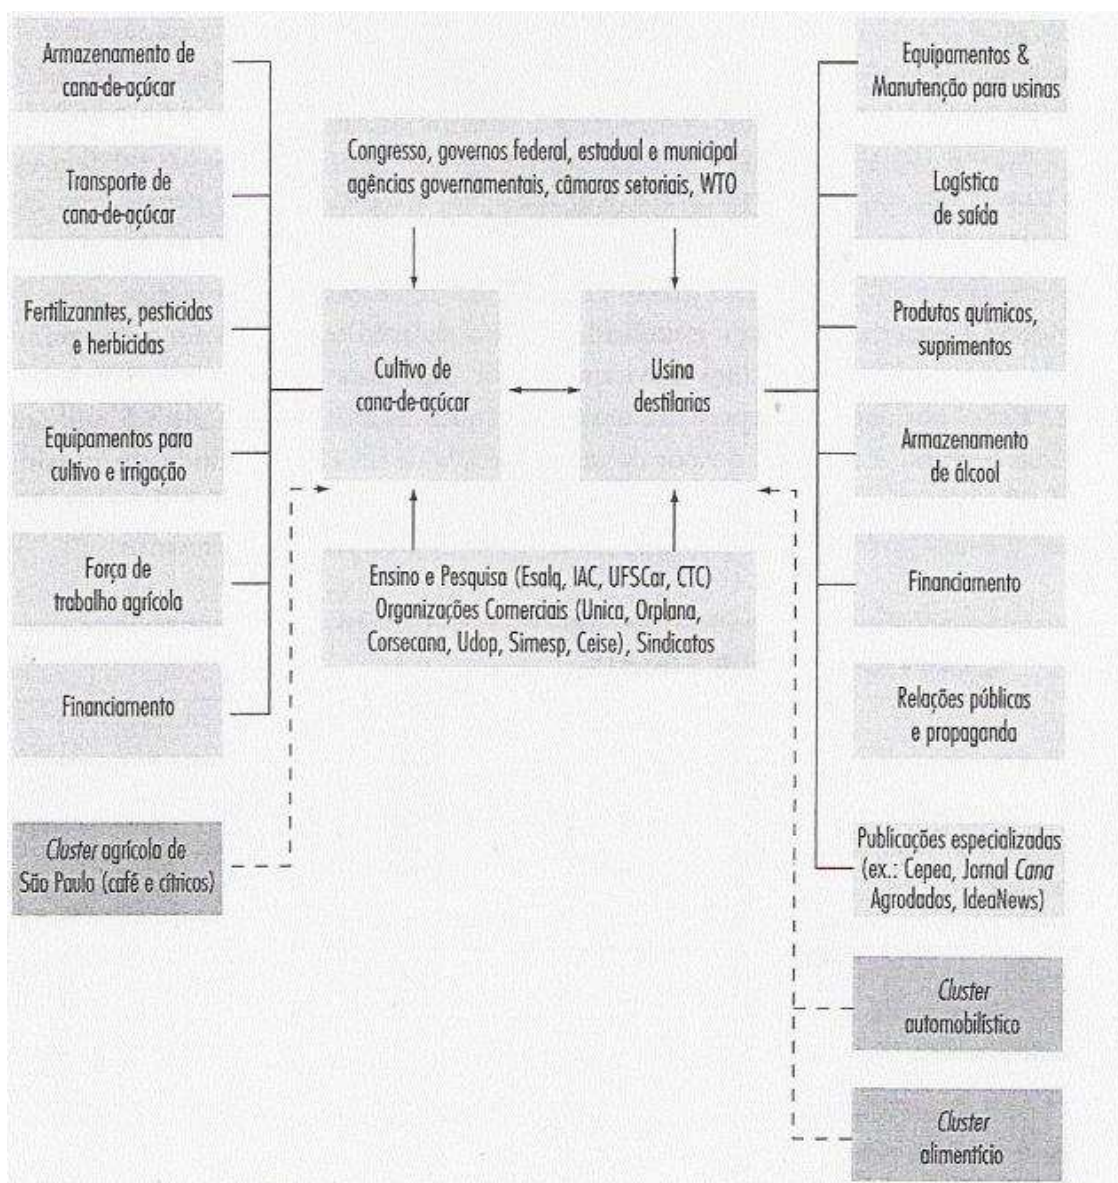 Armazenamento de
cana-de-açúcar
Transporte de
cana-de-açúcar
Fertilizanntes, pesticidas
e herbicidas
Equipamentos para
cultivo e irrigação
Força de
trabalho agrícola
Financiamento
Cluster agrícola de
São Paulo (café e cítricos)
Congresso, governos federal, estadual e municipal
agências governamentais, câmaras setoriais, WTO
Cultivo de
cana-de-açúcar
Usina
destilarias
Ensino e Pesquisa (Esalq, IAC, UFSCar, CTC)
Organizações Comerciais (Unica, Orplana,
Corsecana, Udop, Simesp, Ceise), Sindicatos
Equipamentos &
Manutenção para usinas
Logística
de saída
Produtos químicos,
suprimentos
Armazenamento
de álcool
Financiamento
Relações públicas
e propaganda
Publicações especializadas
(ex.: Cepea, Jornal Cana
Agrodados, IdeaNews)
Cluster
automobilístico
Cluster
alimentício